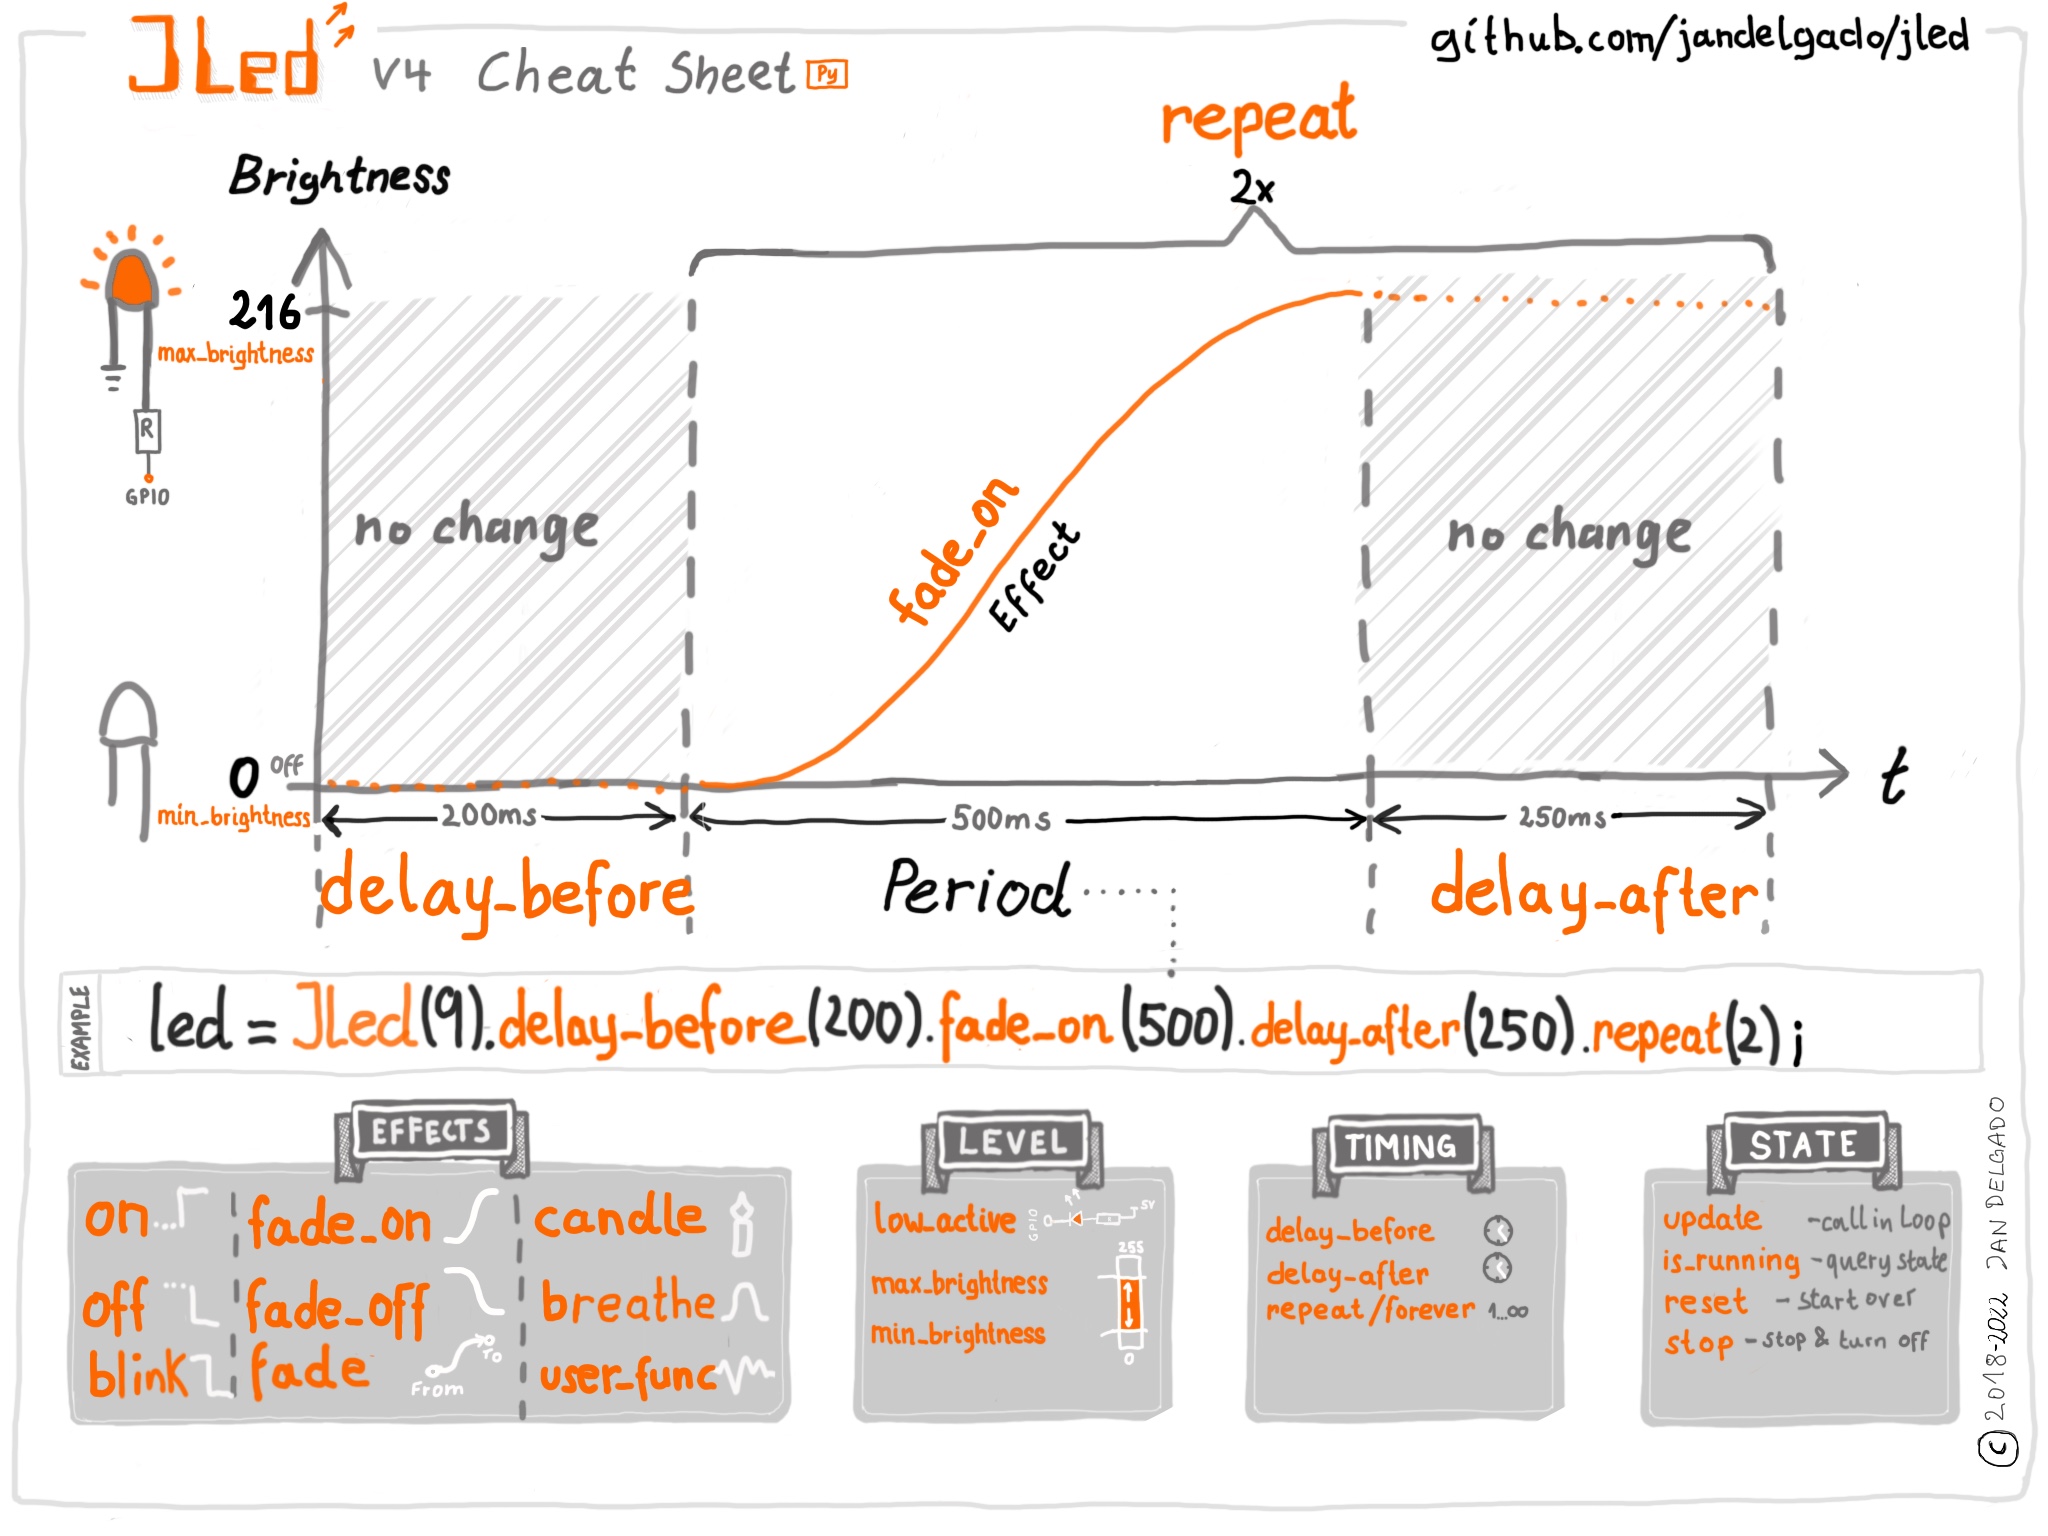 JLed V4 Cheat Sheet Py
github.com/jandelgado/jled
repeat
2x
Brightness
216
max_brightness
R
GPIO
no change
fade_on
Effect
no change
0 Off
min_brightness
t
200ms
500ms
250ms
delay_before
Period
delay_after
EXAMPLE
led = JLed(9).delay_before(200).fade_on(500).delay_after(250).repeat(2);
EFFECTS
on
fade_on
candle
off
fade_off
breathe
blink
fade
From
To
user_func
LEVEL
low_active
GPIO
5V
max_brightness
255
min_brightness
0
TIMING
delay_before
delay_after
repeat/forever 1...∞
STATE
update - call in Loop
is_running - query state
reset - start over
stop - stop & turn off
© 2018-2022 JAN DELGADO